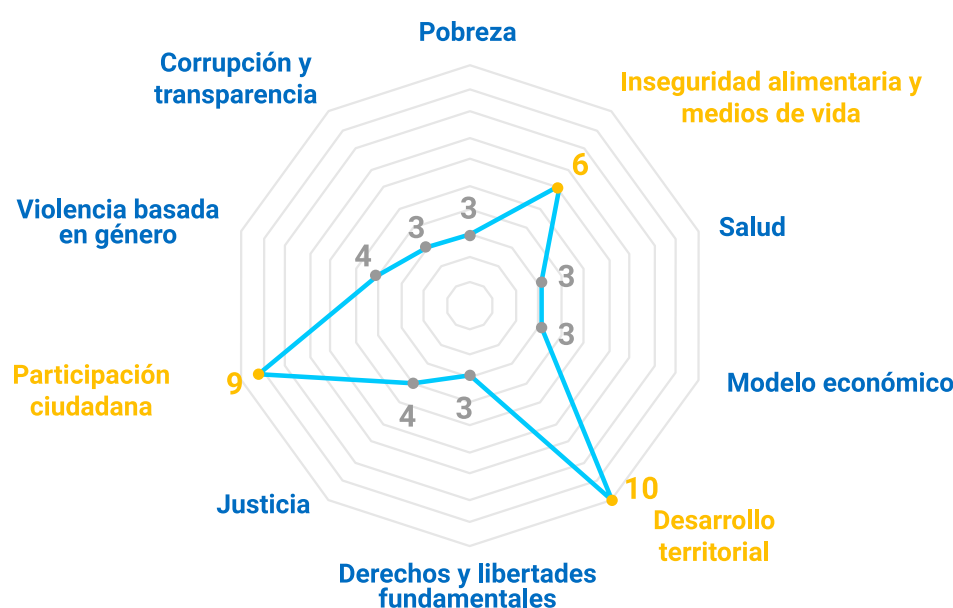 Pobreza
3
Inseguridad alimentaria y
medios de vida
6
Salud
3
Modelo económico
3
Desarrollo
territorial
10
Derechos y libertades
fundamentales
3
Justicia
4
Participación
ciudadana
9
Violencia basada
en género
4
Corrupción y
transparencia
3